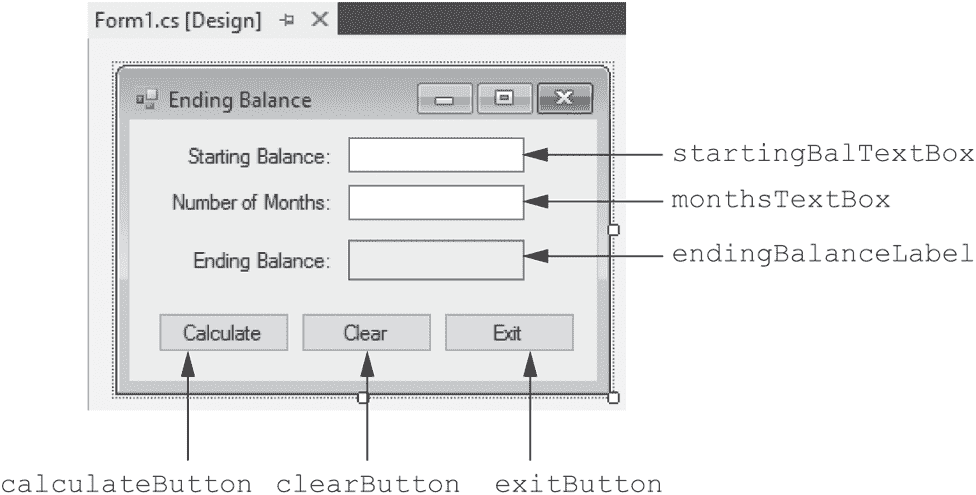 Form1.cs [Design]
Ending Balance
Starting Balance: startingBalTextBox
Number of Months: monthsTextBox
Ending Balance: endingBalanceLabel
Calculate Clear Exit
calculateButton clearButton exitButton